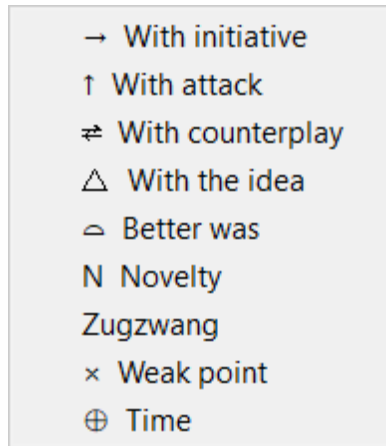 → With initiative
↑ With attack
⇄ With counterplay
△ With the idea
⌓ Better was
N Novelty
Zugzwang
× Weak point
⊕ Time